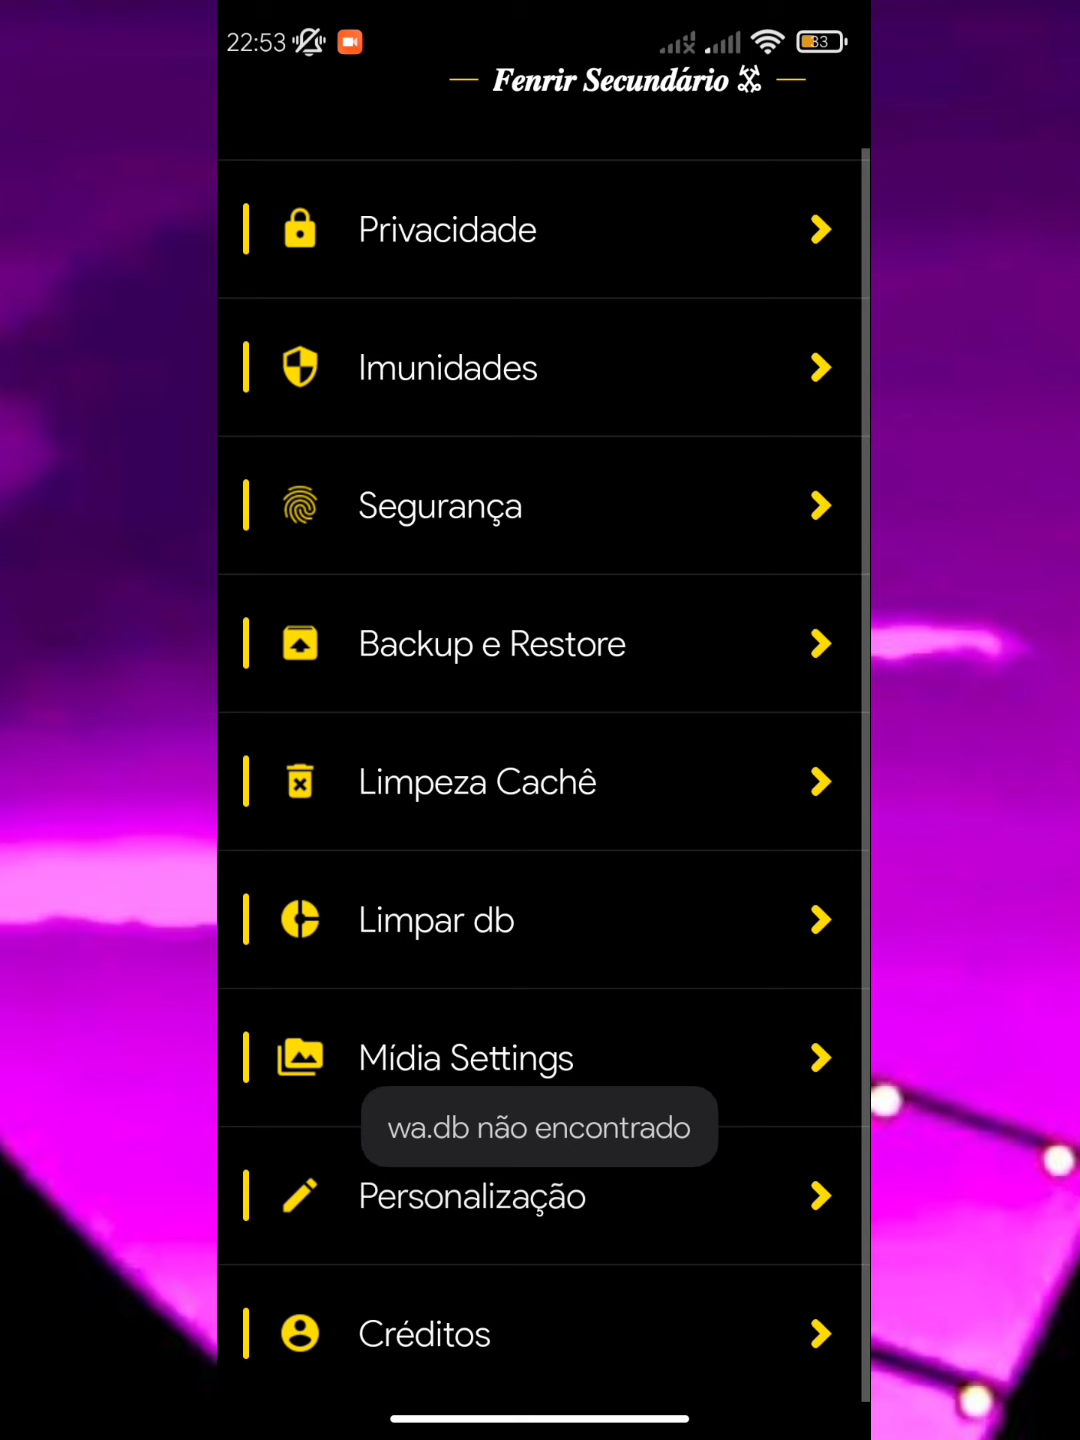 22:53 83
Fenrir Secundário
Privacidade
Imunidades
Segurança
Backup e Restore
Limpeza Cachê
Limpar db
Mídia Settings
wa.db não encontrado
Personalização
Créditos